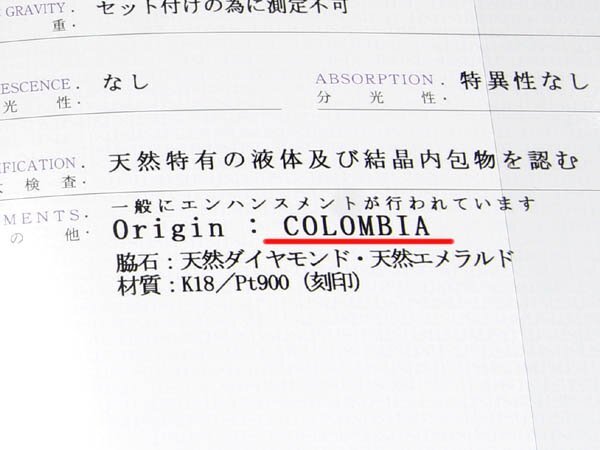 GRAVITY. セット付けの為に測定不可
重・
ESCENCE. なし ABSORPTION. 特異性なし
光 性・ 分 光 性・
IFICATION. 天然特有の液体及び結晶内包物を認む
検 査・
MENTS. 一般にエンハンスメントが行われています
の 他・ Origin : COLOMBIA
脇石：天然ダイヤモンド・天然エメラルド
材質：K18／Pt900（刻印）